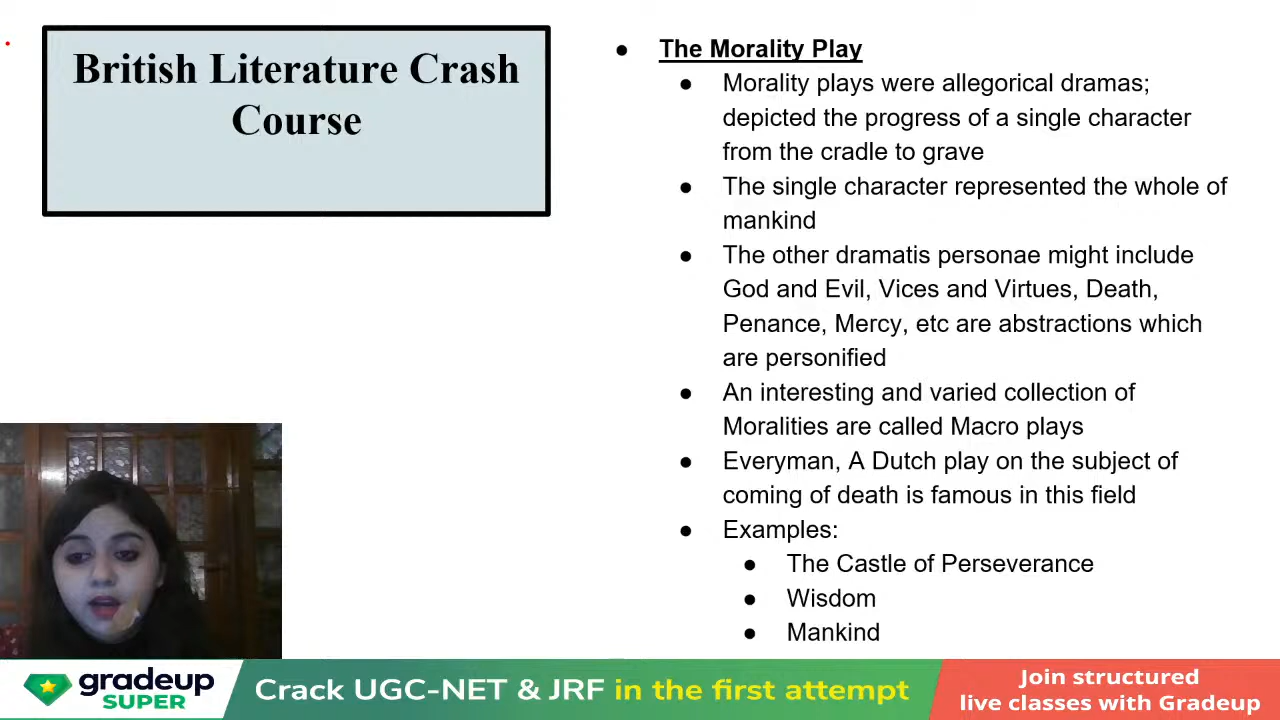 British Literature Crash
Course
● The Morality Play
● Morality plays were allegorical dramas;
depicted the progress of a single character
from the cradle to grave
● The single character represented the whole of
mankind
● The other dramatis personae might include
God and Evil, Vices and Virtues, Death,
Penance, Mercy, etc are abstractions which
are personified
● An interesting and varied collection of
Moralities are called Macro plays
● Everyman, A Dutch play on the subject of
coming of death is famous in this field
● Examples:
● The Castle of Perseverance
● Wisdom
● Mankind
gradeup
SUPER
Crack UGC-NET & JRF in the first attempt
Join structured
live classes with Gradeup